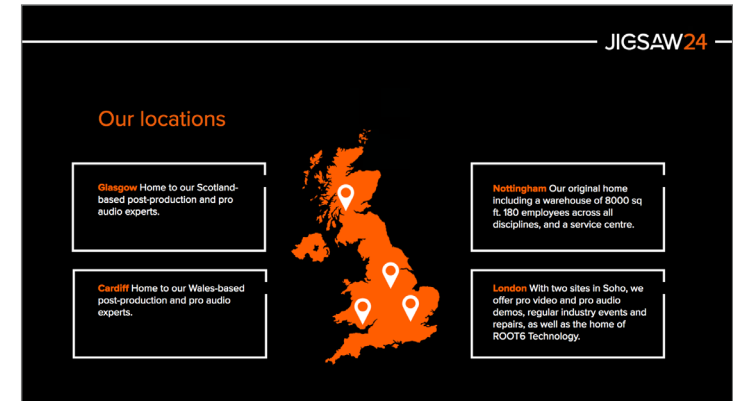 JIGSAW24
Our locations
Glasgow Home to our Scotland-
based post-production and pro
audio experts.
Cardiff Home to our Wales-based
post-production and pro audio
experts.
Nottingham Our original home
including a warehouse of 8000 sq
ft. 180 employees across all
disciplines, and a service centre.
London With two sites in Soho, we
offer pro video and pro audio
demos, regular industry events and
repairs, as well as the home of
ROOT6 Technology.